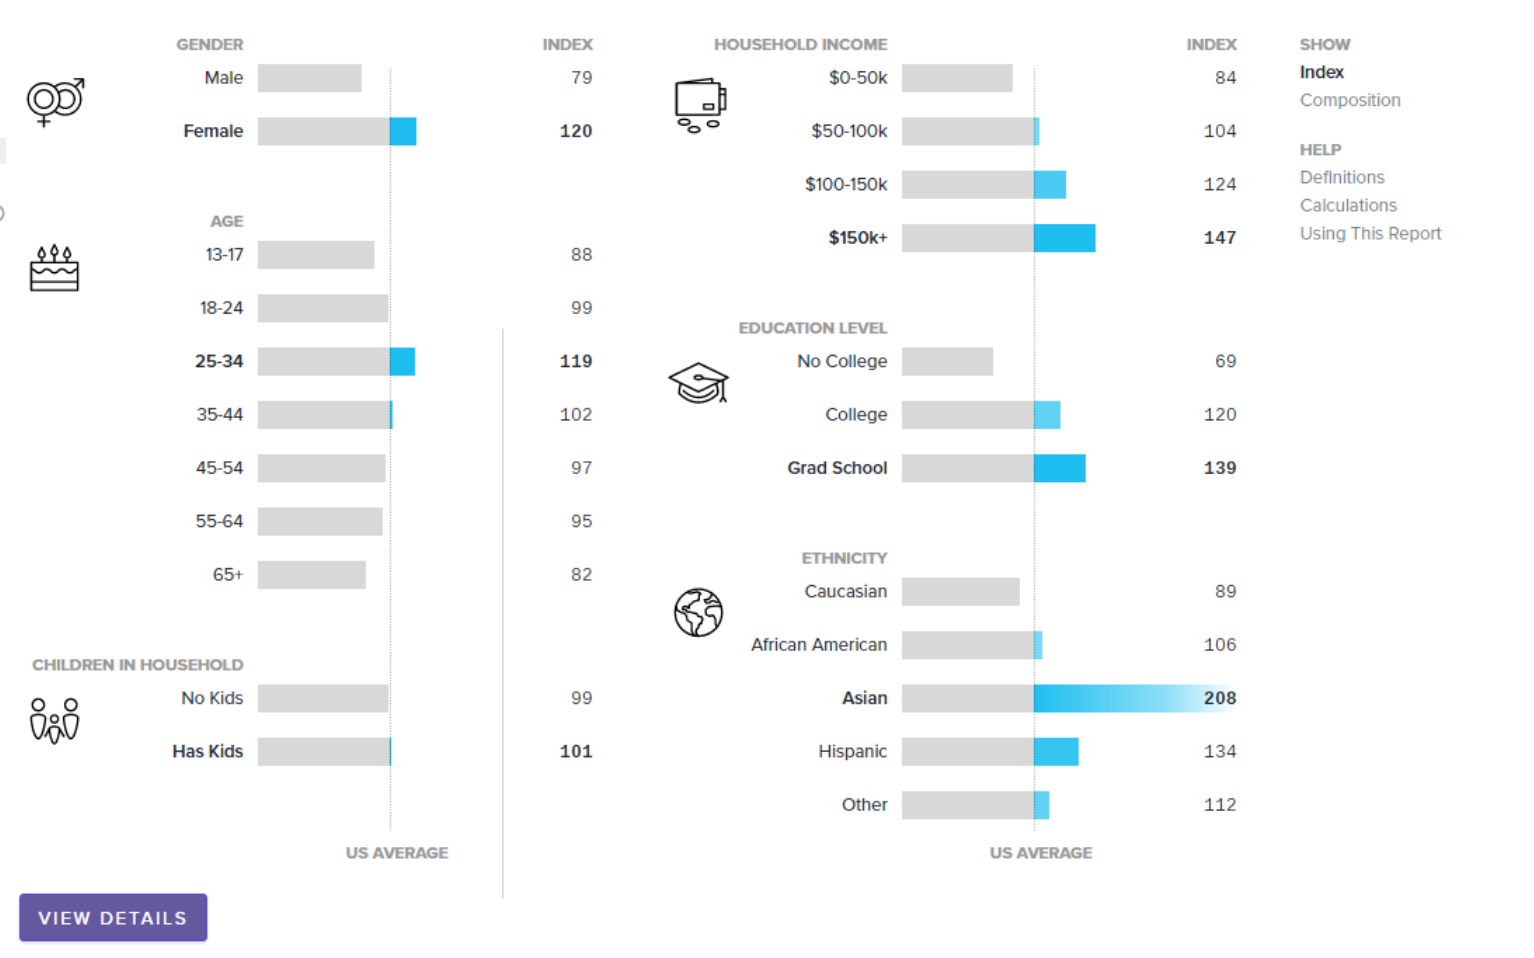 GENDER INDEX
Male 79
Female 120
AGE
13-17 88
18-24 99
25-34 119
35-44 102
45-54 97
55-64 95
65+ 82
CHILDREN IN HOUSEHOLD
No Kids 99
Has Kids 101
US AVERAGE
VIEW DETAILS
HOUSEHOLD INCOME INDEX
$0-50k 84
$50-100k 104
$100-150k 124
$150k+ 147
EDUCATION LEVEL
No College 69
College 120
Grad School 139
ETHNICITY
Caucasian 89
African American 106
Asian 208
Hispanic 134
Other 112
US AVERAGE
SHOW
Index
Composition
HELP
Definitions
Calculations
Using This Report